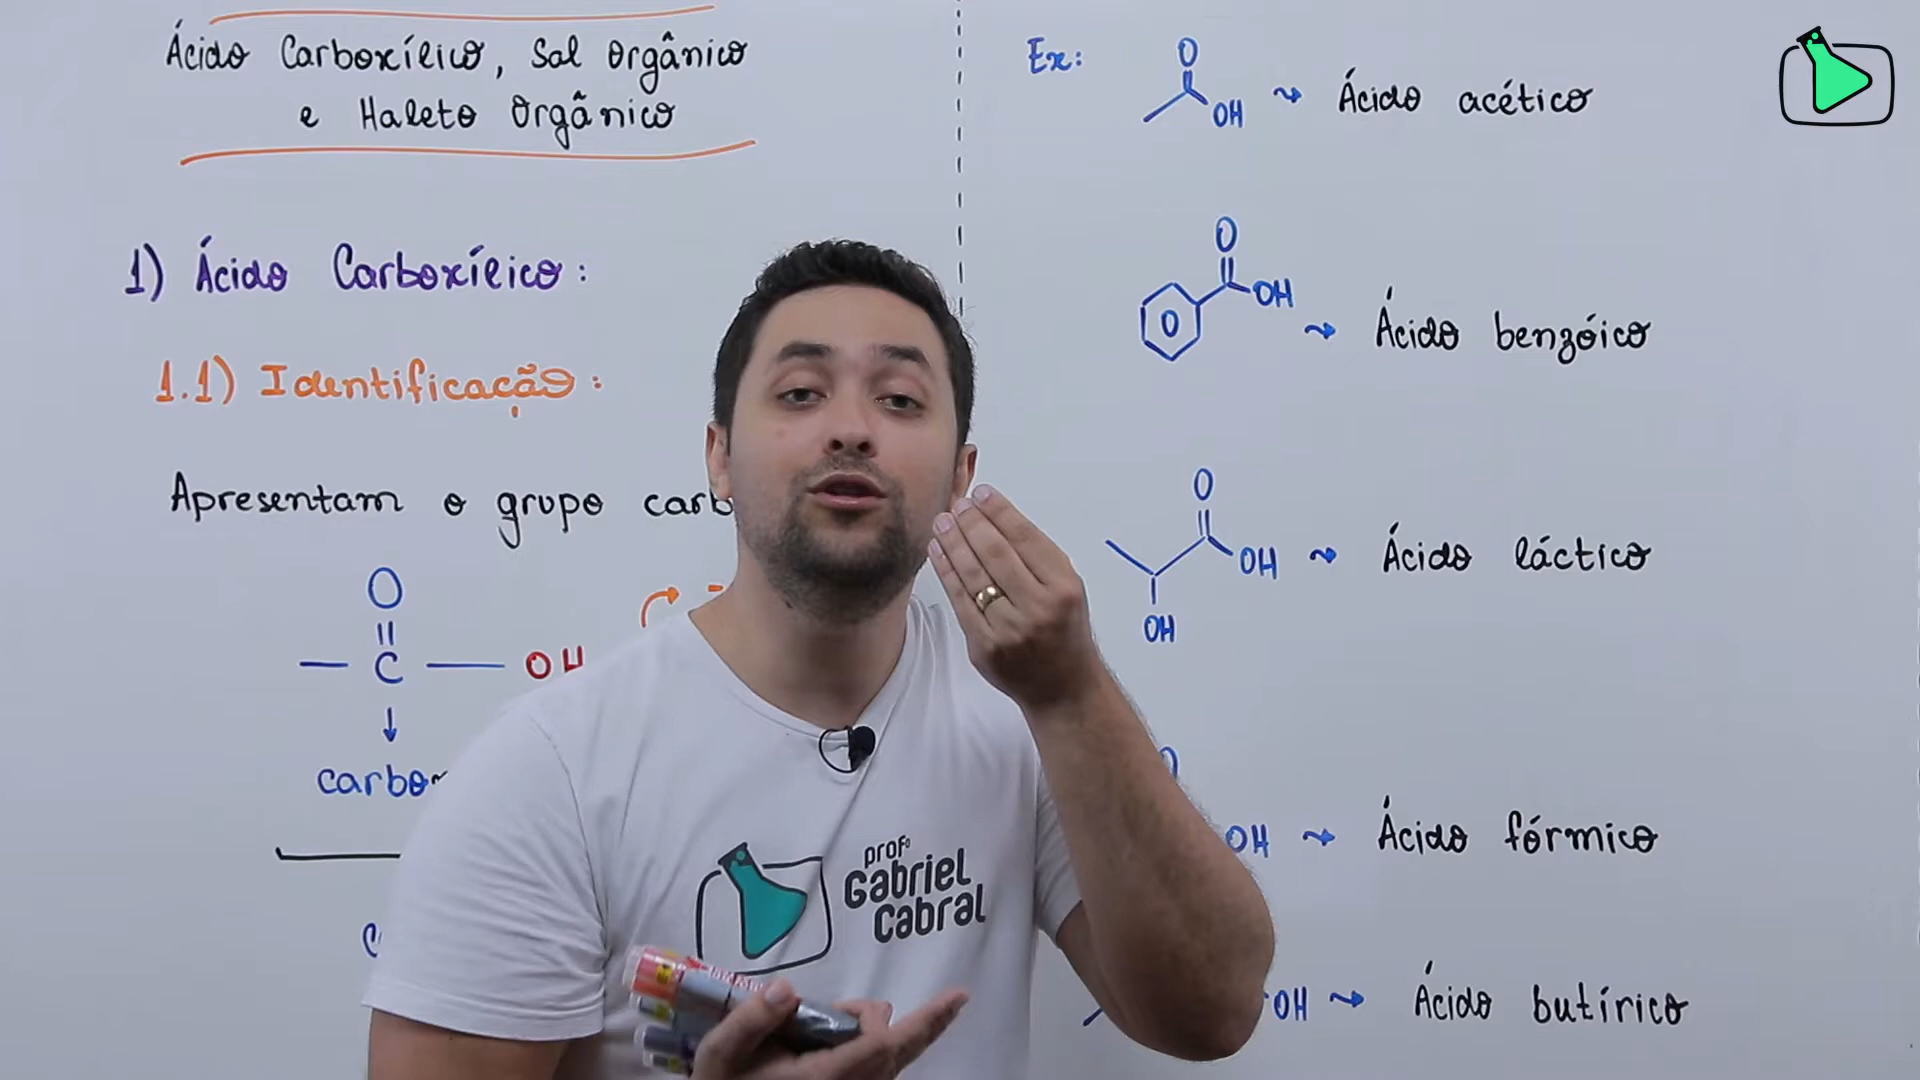 Ácido Carboxílico, Sal Orgânico
e Haleto Orgânico
1) Ácido Carboxílico:
1.1) Identificação:
Apresentam o grupo carb
O
C
OH
carbo
Ex:
O
OH
Ácido acético
O
OH
Ácido benzóico
O
OH
OH
Ácido láctico
OH
Ácido fórmico
OH
Ácido butírico
profº
Gabriel
Cabral